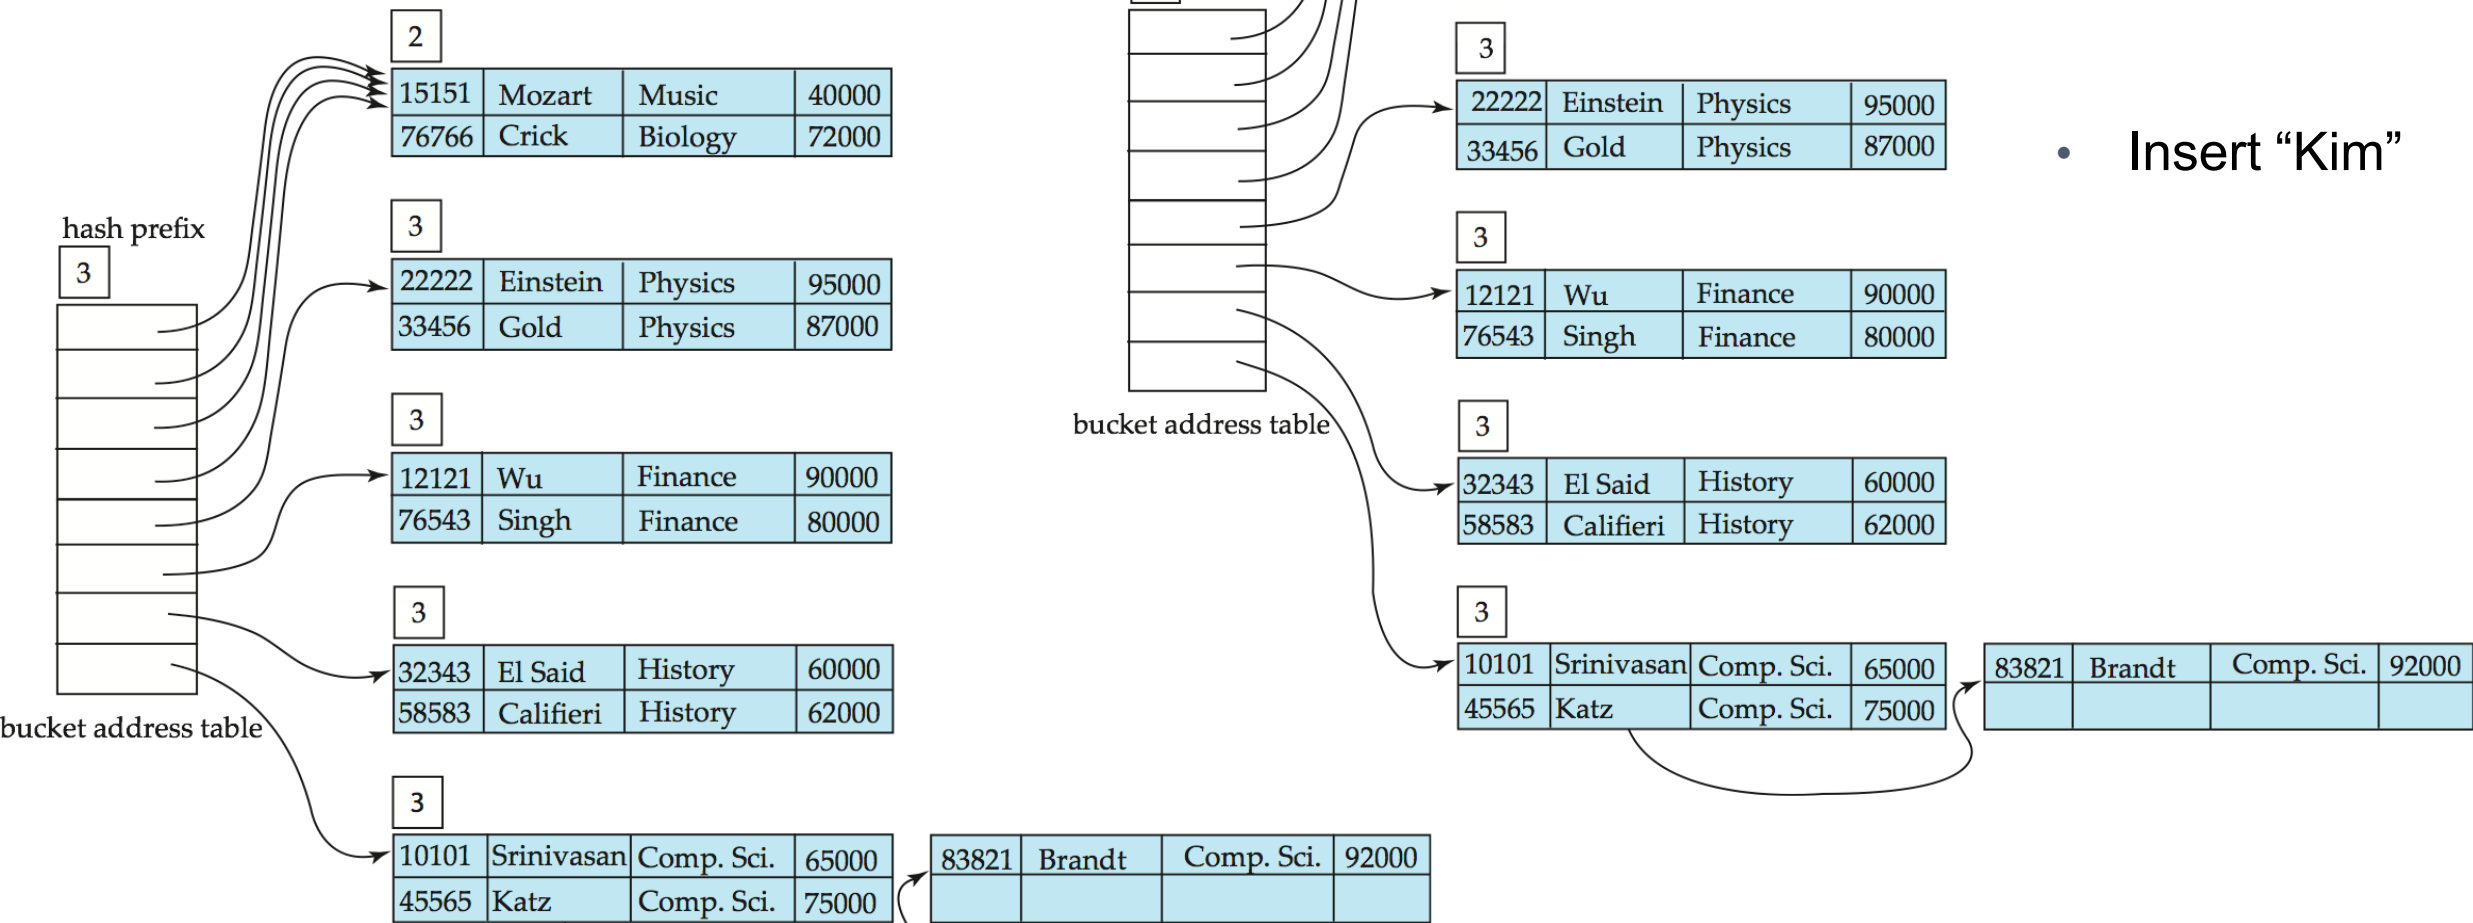 2
15151 Mozart Music 40000
76766 Crick Biology 72000
hash prefix
3
3
22222 Einstein Physics 95000
33456 Gold Physics 87000
3
12121 Wu Finance 90000
76543 Singh Finance 80000
3
32343 El Said History 60000
58583 Califieri History 62000
bucket address table
3
10101 Srinivasan Comp. Sci. 65000
45565 Katz Comp. Sci. 75000
83821 Brandt Comp. Sci. 92000
3
22222 Einstein Physics 95000
33456 Gold Physics 87000
3
12121 Wu Finance 90000
76543 Singh Finance 80000
bucket address table
3
32343 El Said History 60000
58583 Califieri History 62000
3
10101 Srinivasan Comp. Sci. 65000
45565 Katz Comp. Sci. 75000
83821 Brandt Comp. Sci. 92000
• Insert “Kim”